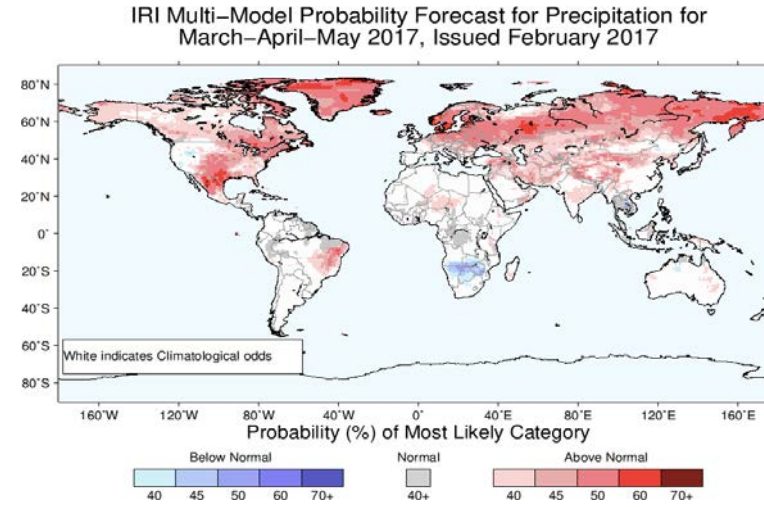 IRI Multi-Model Probability Forecast for Precipitation for
March-April-May 2017, Issued February 2017
80˚N
60˚N
40˚N
20˚N
0˚
20˚S
40˚S
60˚S
80˚S
White indicates Climatological odds
160˚W 120˚W 80˚W 40˚W 0˚ 40˚E 80˚E 120˚E 160˚E
Probability (%) of Most Likely Category
Below Normal Normal Above Normal
40 45 50 60 70+ 40+ 40 45 50 60 70+